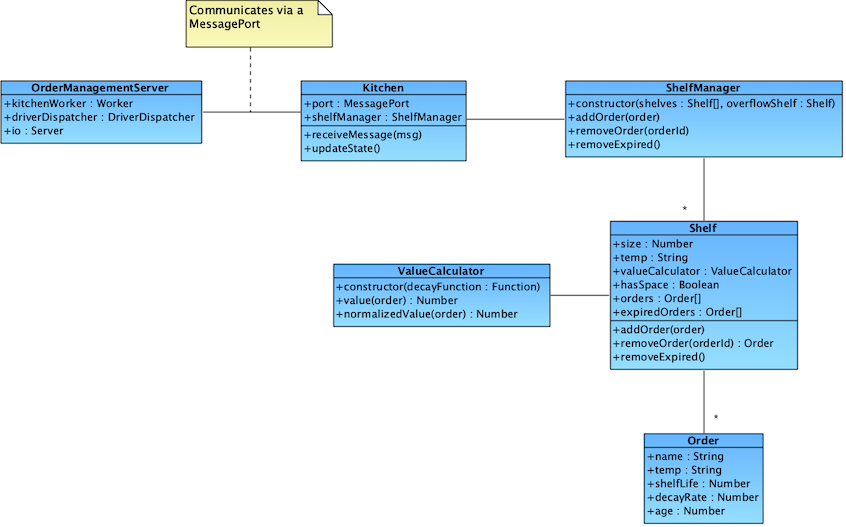 Communicates via a
MessagePort
OrderManagementServer
+kitchenWorker : Worker
+driverDispatcher : DriverDispatcher
+io : Server
Kitchen
+port : MessagePort
+shelfManager : ShelfManager
+receiveMessage(msg)
+updateState()
ShelfManager
+constructor(shelves : Shelf[], overflowShelf : Shelf)
+addOrder(order)
+removeOrder(orderId)
+removeExpired()
*
Shelf
+size : Number
+temp : String
+valueCalculator : ValueCalculator
+hasSpace : Boolean
+orders : Order[]
+expiredOrders : Order[]
+addOrder(order)
+removeOrder(orderId) : Order
+removeExpired()
ValueCalculator
+constructor(decayFunction : Function)
+value(order) : Number
+normalizedValue(order) : Number
*
Order
+name : String
+temp : String
+shelfLife : Number
+decayRate : Number
+age : Number